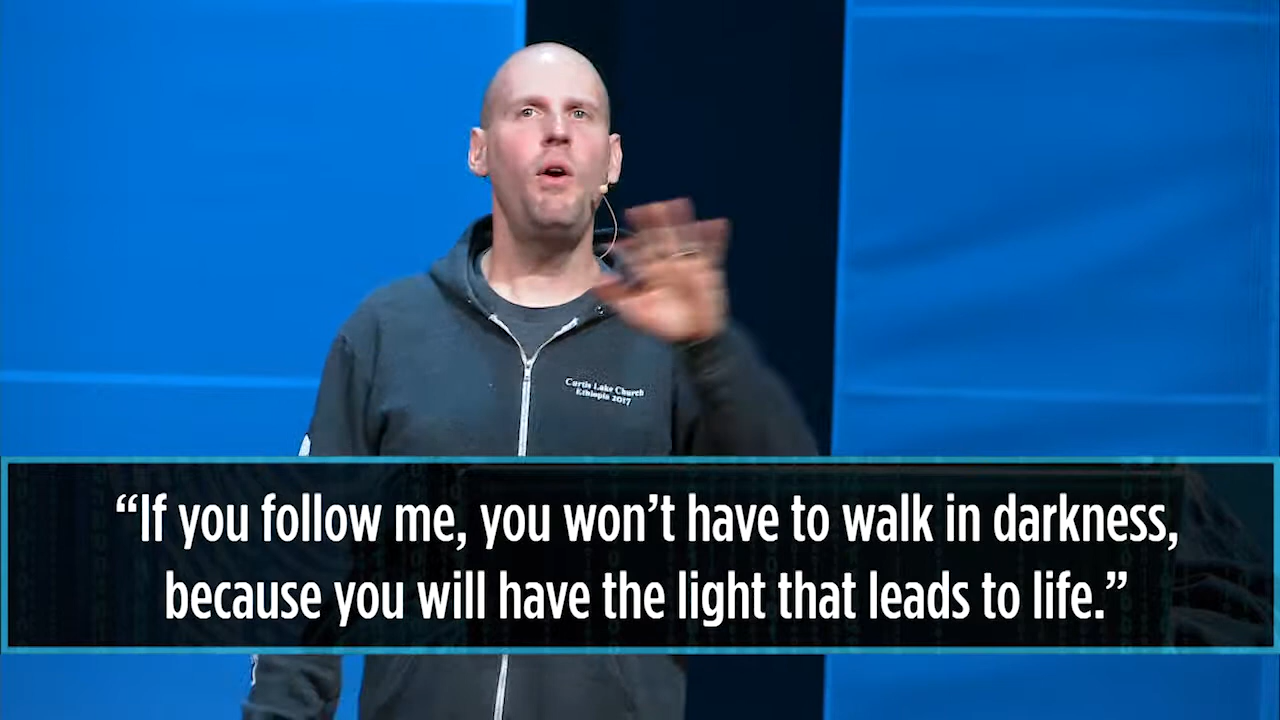 Curtis Lake Church
Ethiopia 2017
“If you follow me, you won’t have to walk in darkness,
because you will have the light that leads to life.”